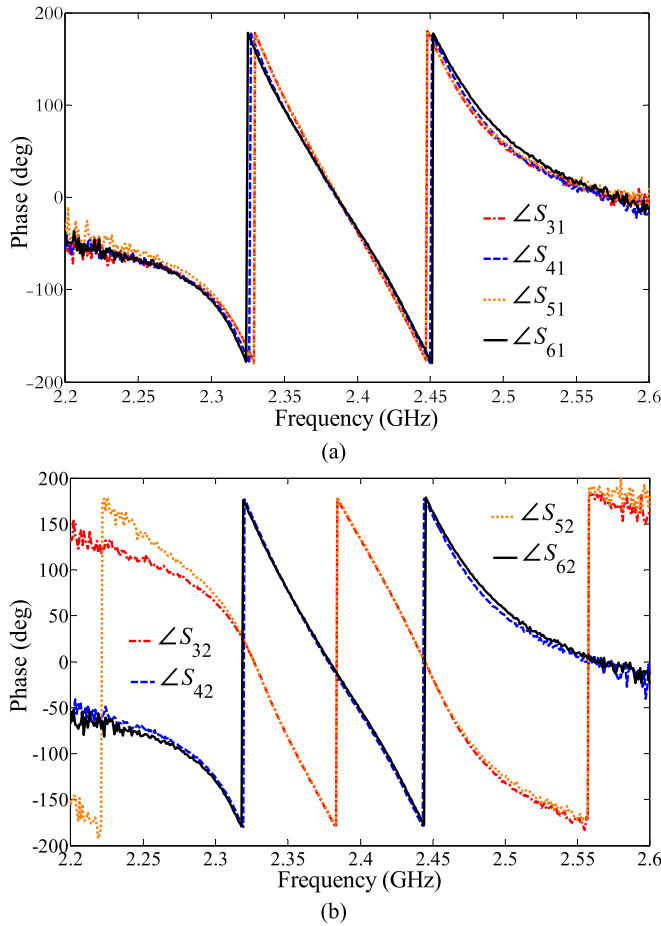 200
100
0
-100
-200
Phase (deg)
∠S31
∠S41
∠S51
∠S61
2.2 2.25 2.3 2.35 2.4 2.45 2.5 2.55 2.6
Frequency (GHz)
(a)
200
150
100
50
0
-50
-100
-150
-200
Phase (deg)
∠S52
∠S62
∠S32
∠S42
2.2 2.25 2.3 2.35 2.4 2.45 2.5 2.55 2.6
Frequency (GHz)
(b)